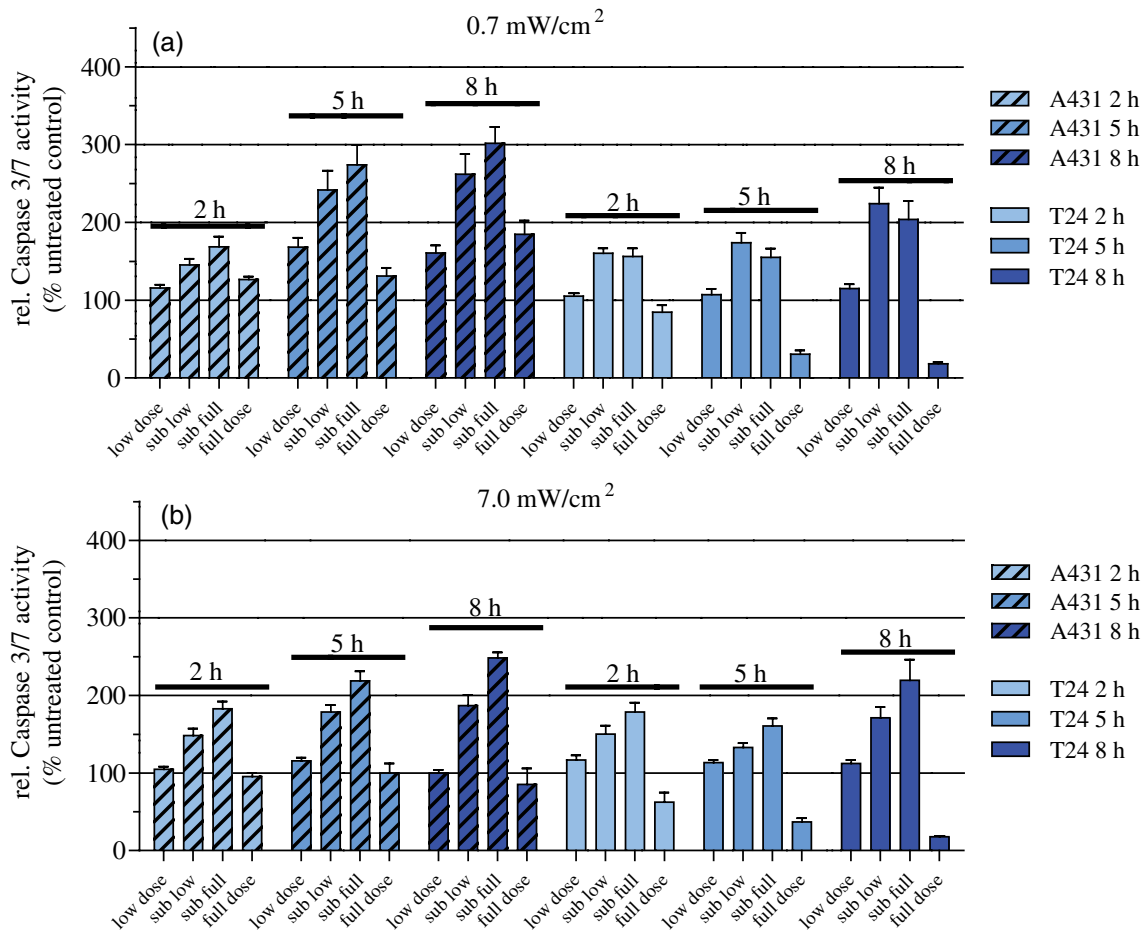 0.7 mW/cm²
(a)
rel. Caspase 3/7 activity
(% untreated control)
400
300
200
100
0
2 h
5 h
8 h
2 h
5 h
8 h
low dose
sub low
sub full
full dose
low dose
sub low
sub full
full dose
low dose
sub low
sub full
full dose
low dose
sub low
sub full
full dose
low dose
sub low
sub full
full dose
low dose
sub low
sub full
full dose
A431 2 h
A431 5 h
A431 8 h
T24 2 h
T24 5 h
T24 8 h
7.0 mW/cm²
(b)
rel. Caspase 3/7 activity
(% untreated control)
400
300
200
100
0
2 h
5 h
8 h
2 h
5 h
8 h
low dose
sub low
sub full
full dose
low dose
sub low
sub full
full dose
low dose
sub low
sub full
full dose
low dose
sub low
sub full
full dose
low dose
sub low
sub full
full dose
low dose
sub low
sub full
full dose
A431 2 h
A431 5 h
A431 8 h
T24 2 h
T24 5 h
T24 8 h